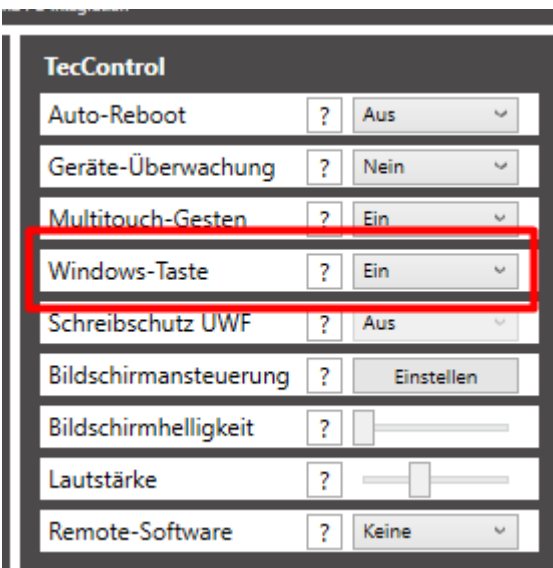 TecControl
Auto-Reboot ? Aus
Geräte-Überwachung ? Nein
Multitouch-Gesten ? Ein
Windows-Taste ? Ein
Schreibschutz UWF ? Aus
Bildschirmansteuerung ? Einstellen
Bildschirmhelligkeit ?
Lautstärke ?
Remote-Software ? Keine